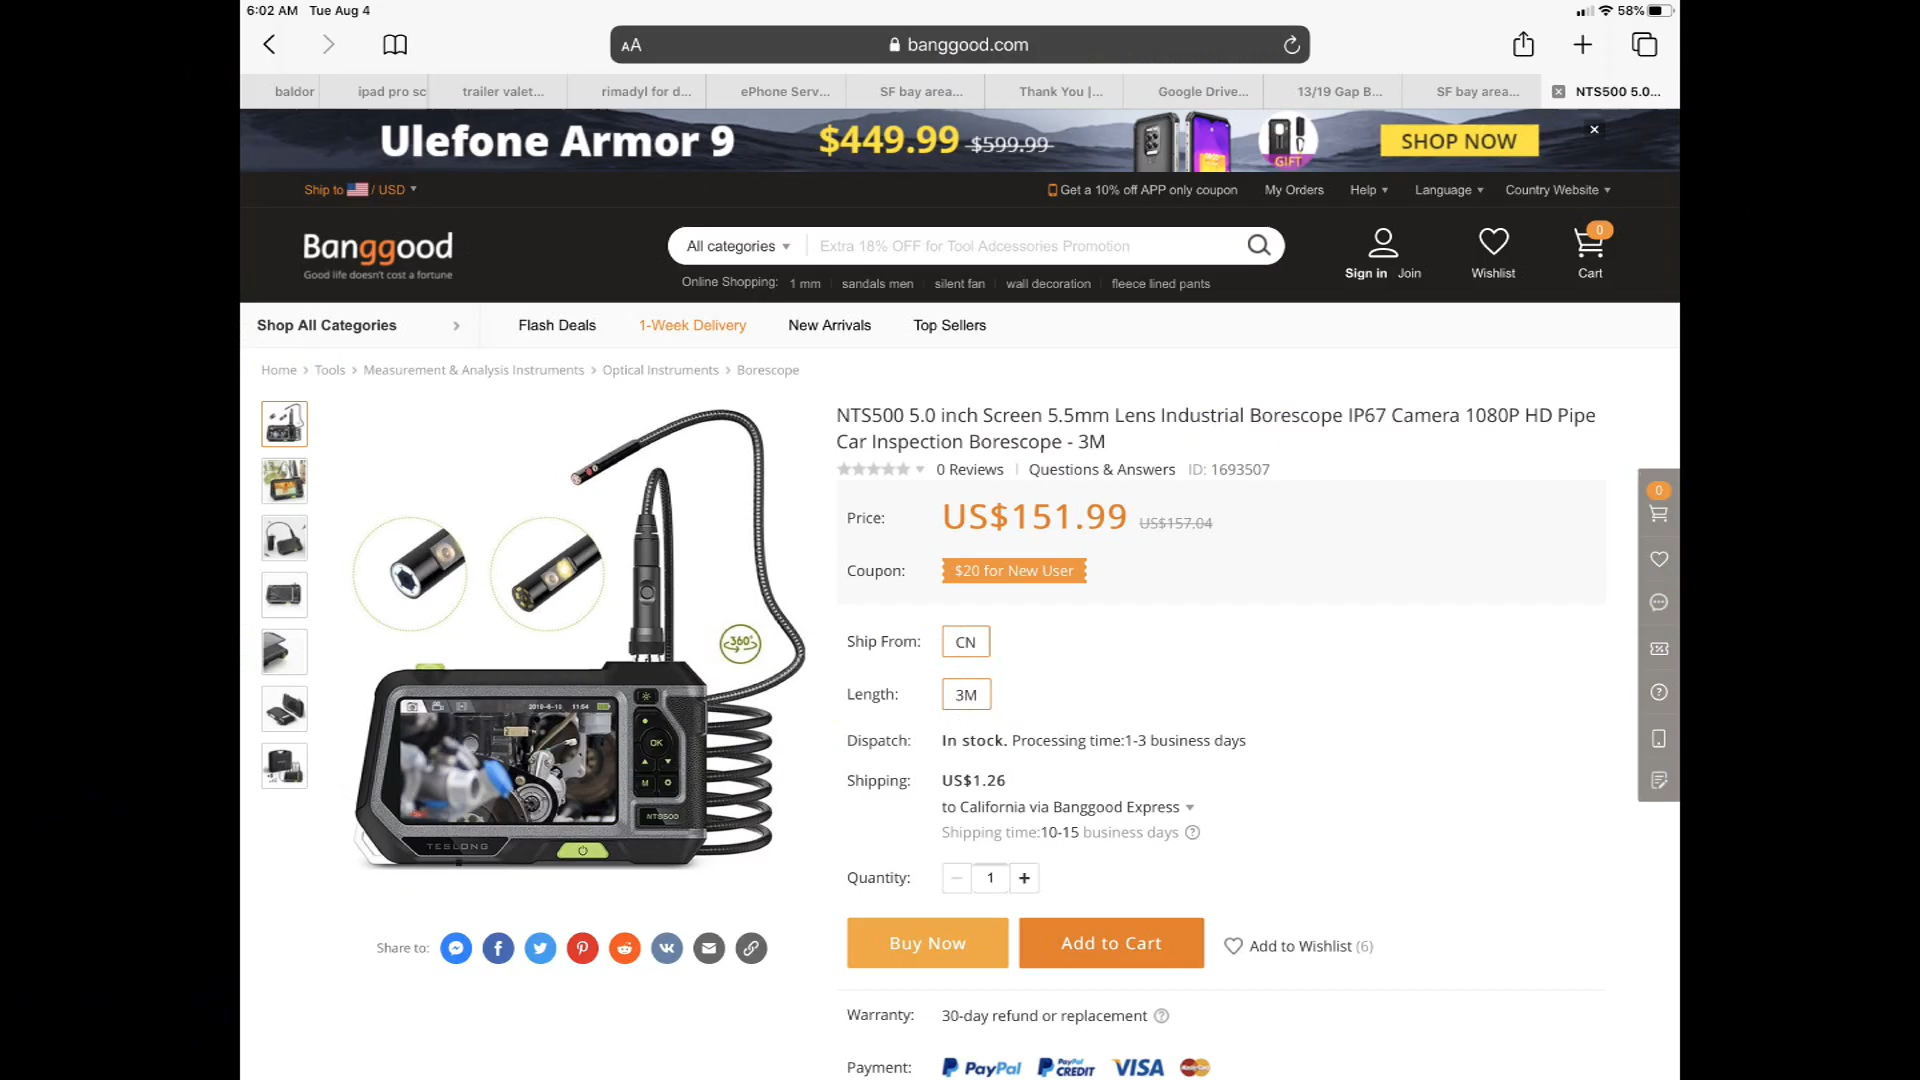 6:02 AM Tue Aug 4
58%
AA banggood.com
baldor ipad pro sc trailer valet... rimadyl for d... ePhone Serv... SF bay area... Thank You |... Google Drive... 13/19 Gap B... SF bay area... NTS500 5.0...
Ulefone Armor 9 $449.99 $599.99 GIFT SHOP NOW
Ship to / USD Get a 10% off APP only coupon My Orders Help Language Country Website
Banggood
Good life doesn't cost a fortune
All categories Extra 18% OFF for Tool Adcessories Promotion
Online Shopping: 1 mm sandals men silent fan wall decoration fleece lined pants
Sign in Join Wishlist 0 Cart
Shop All Categories Flash Deals 1-Week Delivery New Arrivals Top Sellers
Home > Tools > Measurement & Analysis Instruments > Optical Instruments > Borescope
NTS500 5.0 inch Screen 5.5mm Lens Industrial Borescope IP67 Camera 1080P HD Pipe
Car Inspection Borescope - 3M
0 Reviews Questions & Answers ID: 1693507
Price: US$151.99 US$157.04
Coupon: $20 for New User
Ship From: CN
Length: 3M
Dispatch: In stock. Processing time:1-3 business days
Shipping: US$1.26
to California via Banggood Express
Shipping time:10-15 business days
Quantity: 1 +
Buy Now Add to Cart Add to Wishlist (6)
Warranty: 30-day refund or replacement
Payment: PayPal PayPal CREDIT VISA MasterCard
360°
2019-6-10 11:54
OK
M
NTS500
TESLONG
Share to:
0